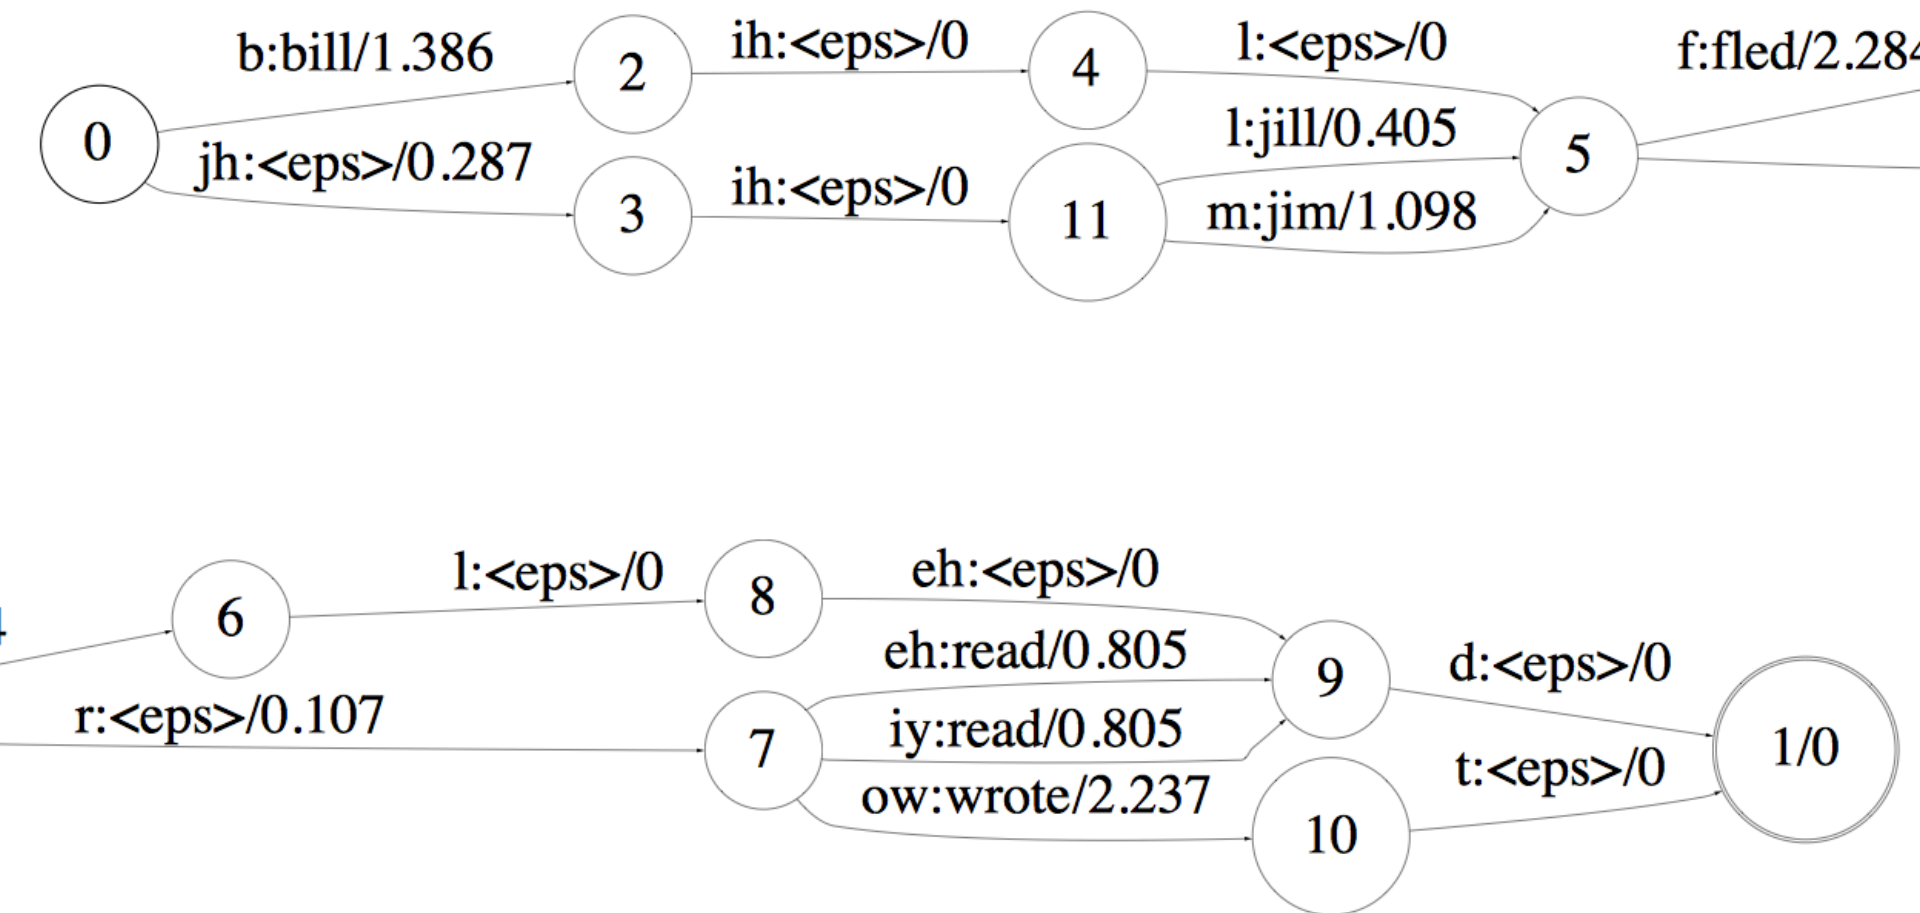 b:bill/1.386
ih:<eps>/0
l:<eps>/0
f:fled/2.284
0
2
4
jh:<eps>/0.287
ih:<eps>/0
l:jill/0.405
5
3
11
m:jim/1.098
6
l:<eps>/0
8
eh:<eps>/0
r:<eps>/0.107
7
eh:read/0.805
iy:read/0.805
ow:wrote/2.237
9
10
d:<eps>/0
t:<eps>/0
1/0